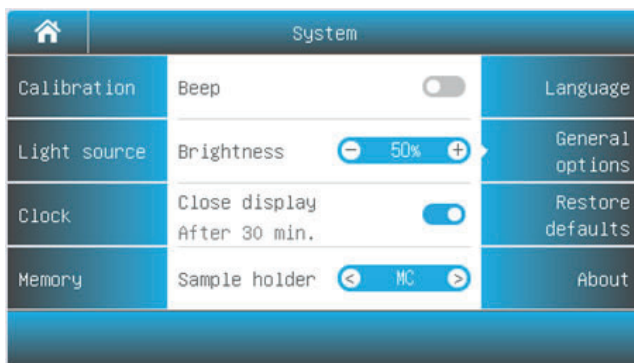 System
Calibration
Light source
Clock
Memory
Beep
Brightness
50%
Close display
After 30 min.
Sample holder
MC
Language
General
options
Restore
defaults
About